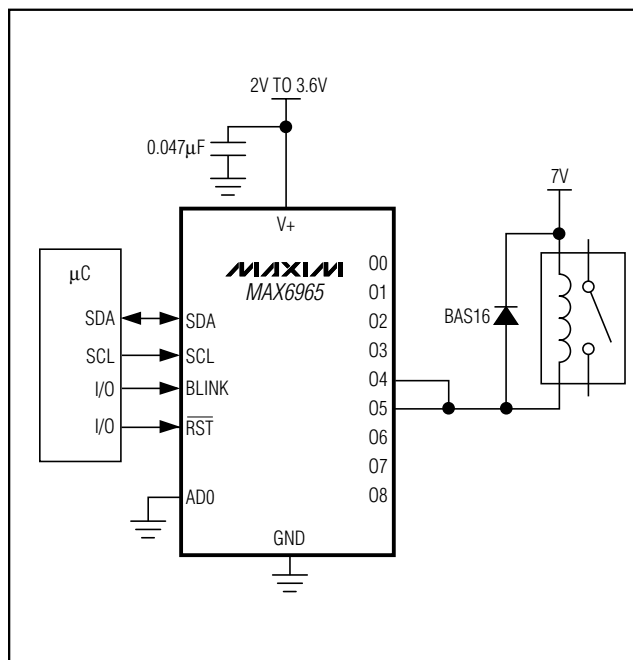 2V TO 3.6V
0.047µF
7V
V+
MAXIM
MAX6965
µC
SDA
SCL
I/O
I/O
SDA
SCL
BLINK
RST
AD0
GND
O0
O1
O2
O3
O4
O5
O6
O7
O8
BAS16